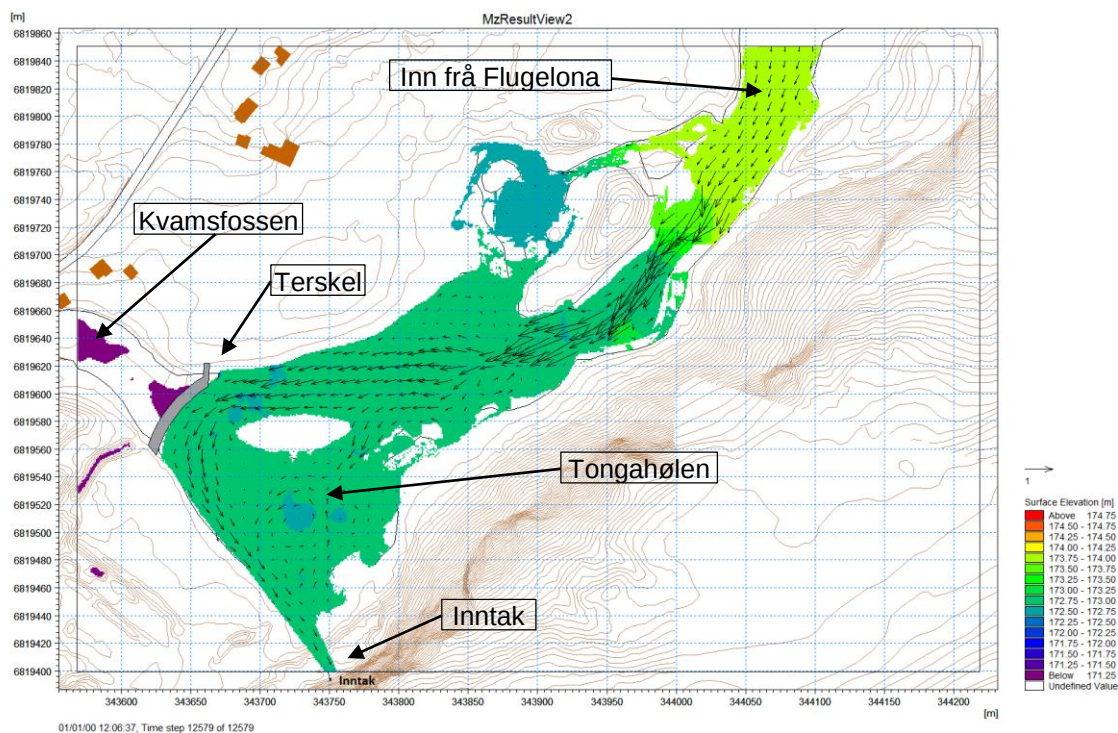 [m]
MzResultView2
6819860
6819840
6819820
6819800
6819780
6819760
6819740
6819720
6819700
6819680
6819660
6819640
6819620
6819600
6819580
6819560
6819540
6819520
6819500
6819480
6819460
6819440
6819420
6819400
Inn frå Flugelona
Kvamsfossen
Terskel
Tongahølen
Inntak
Inntak
343600
343650
343700
343750
343800
343850
343900
343950
344000
344050
344100
344150
344200
[m]
01/01/00 12:06:37, Time step 12579 of 12579
1
Surface Elevation [m]
Above 174.75
174.50 - 174.75
174.25 - 174.50
174.00 - 174.25
173.75 - 174.00
173.50 - 173.75
173.25 - 173.50
173.00 - 173.25
172.75 - 173.00
172.50 - 172.75
172.25 - 172.50
172.00 - 172.25
171.75 - 172.00
171.50 - 171.75
171.25 - 171.50
Below 171.25
Undefined Value